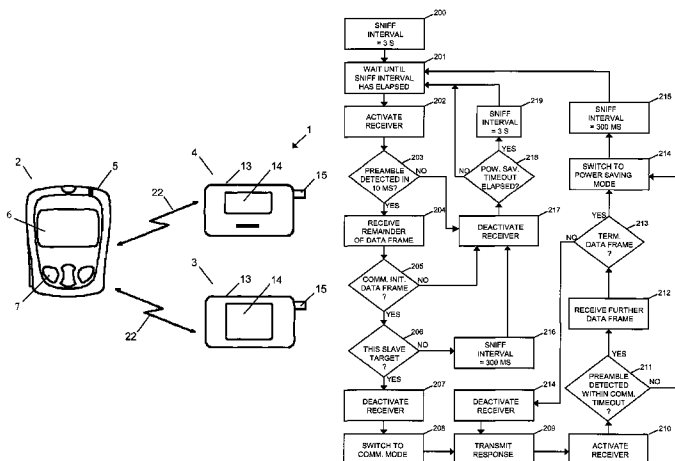 1
2
5
6
7
22
22
4
13
14
15
3
13
14
15
200
SNIFF
INTERVAL
= 3 S
201
WAIT UNTIL
SNIFF INTERVAL
HAS ELAPSED
202
ACTIVATE
RECEIVER
203
PREAMBLE
DETECTED IN
10 MS?
NO
YES
204
RECEIVE
REMAINDER
OF DATA FRAME
205
COMM. INIT.
DATA FRAME
?
NO
YES
206
THIS SLAVE
TARGET
?
NO
YES
207
DEACTIVATE
RECEIVER
208
SWITCH TO
COMM. MODE
219
SNIFF
INTERVAL
= 3 S
YES
218
POW. SAV.
TIMEOUT
ELAPSED?
NO
217
DEACTIVATE
RECEIVER
216
SNIFF
INTERVAL
= 300 MS
214
DEACTIVATE
RECEIVER
209
TRANSMIT
RESPONSE
215
SNIFF
INTERVAL
= 300 MS
214
SWITCH TO
POWER SAVING
MODE
YES
213
TERM.
DATA FRAME
?
NO
212
RECEIVE FURTHER
DATA FRAME
YES
211
PREAMBLE
DETECTED
WITHIN COMM.
TIMEOUT
?
NO
210
ACTIVATE
RECEIVER